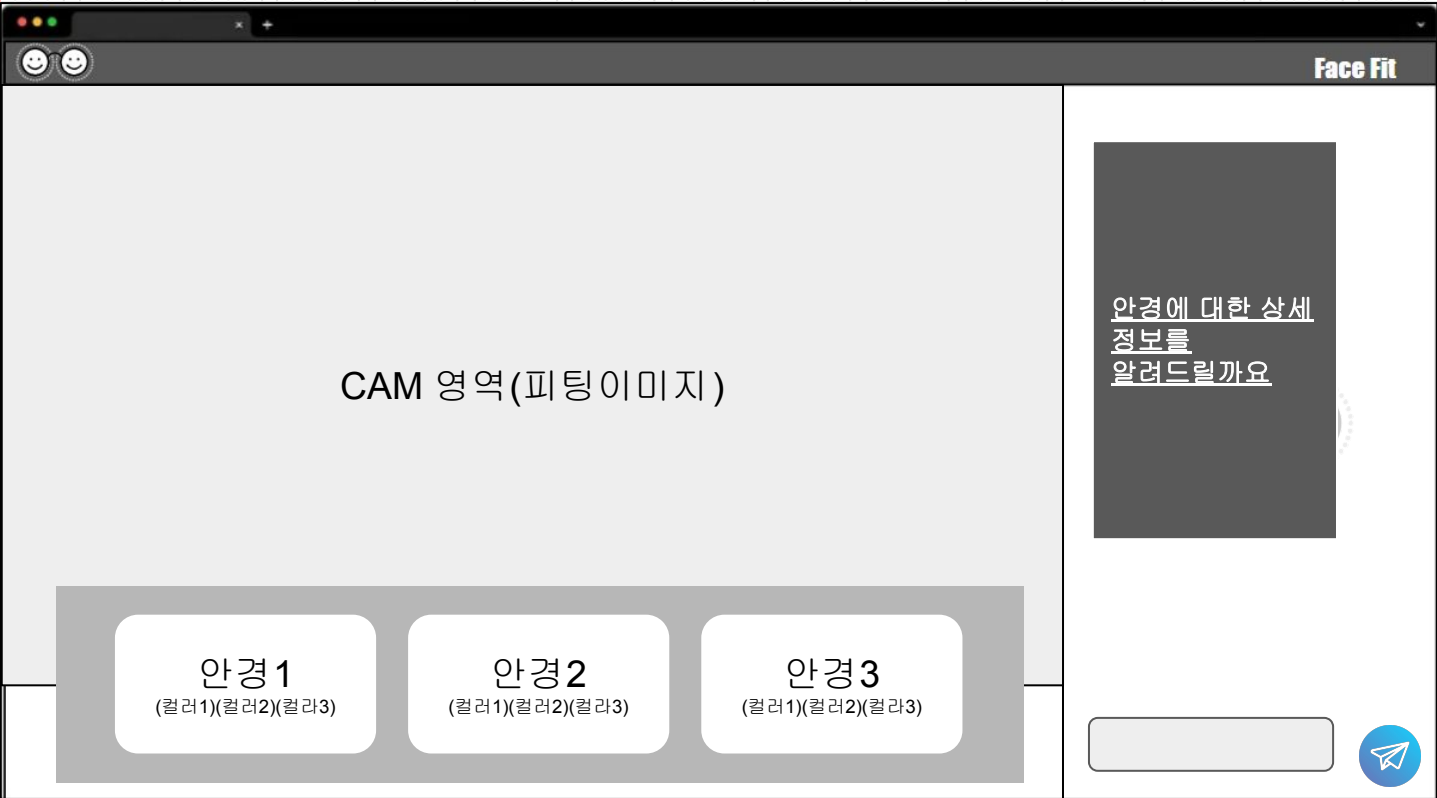 Face Fit
CAM 영역(피팅이미지)
안경에 대한 상세
정보를
알려드릴까요
안경1
(컬러1)(컬러2)(컬라3)
안경2
(컬러1)(컬러2)(컬라3)
안경3
(컬러1)(컬러2)(컬라3)